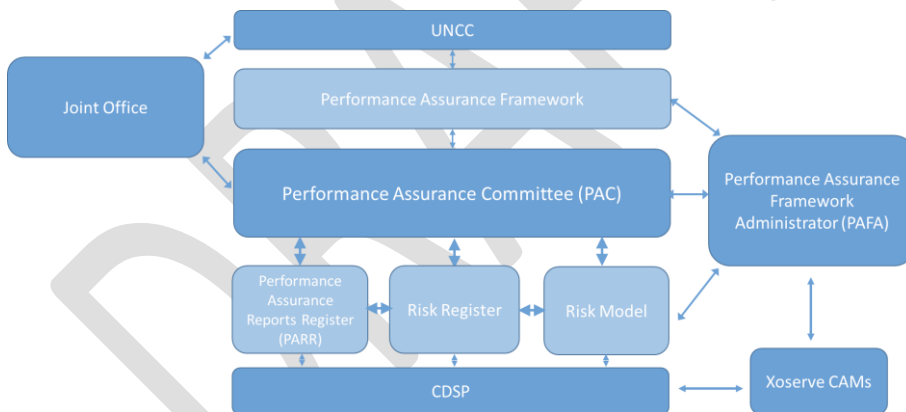 UNCC
Joint Office
Performance Assurance Framework
Performance Assurance Committee (PAC)
Performance Assurance
Framework
Administrator (PAFA)
Performance
Assurance
Reports Register
(PARR)
Risk Register
Risk Model
CDSP
Xoserve CAMs
DRAFT